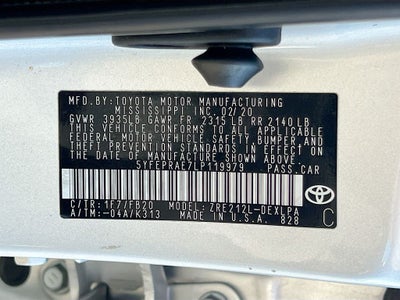 MFD.BY:TOYOTA MOTOR MANUFACTURING
MISSISSIPPI, INC. 02/20
GVWR 3935LB GAWR FR 2315LB RR 2140LB
THIS VEHICLE CONFORMS TO ALL APPLICABLE
FEDERAL MOTOR VEHICLE SAFETY,BUMPER,AND
THEFT PREVENTION STANDARDS IN EFFECT ON
THE DATE OF MANUFACTURE SHOWN ABOVE.
5YFEPRAE7LP119979 PASS.CAR
C/TR:1F7/FB20 MODEL:ZRE212L-DEXLPA
A/TM:-04A/K313 MADE IN U.S.A. 828
TOYOTA
C